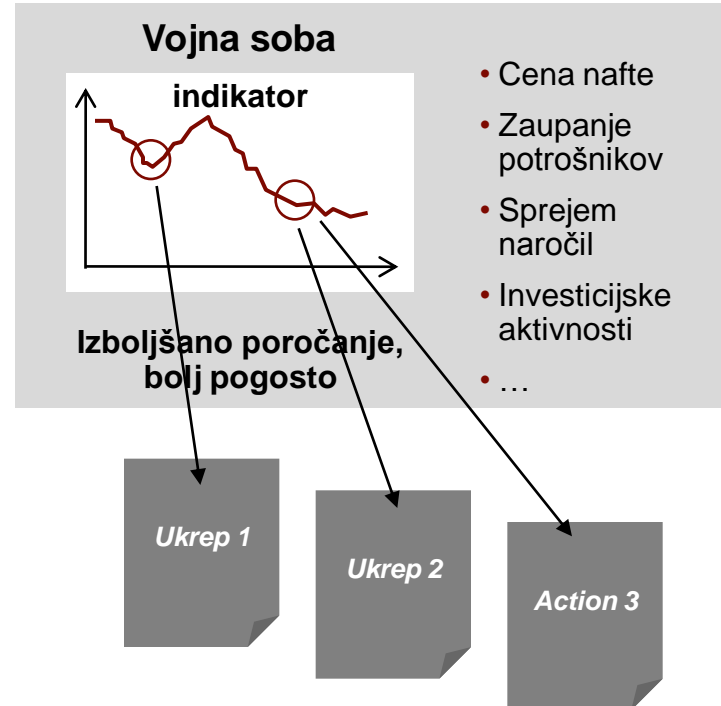 Vojna soba
indikator
• Cena nafte
• Zaupanje
potrošnikov
• Sprejem
naročil
• Investicijske
aktivnosti
• …
Izboljšano poročanje,
bolj pogosto
Ukrep 1
Ukrep 2
Action 3